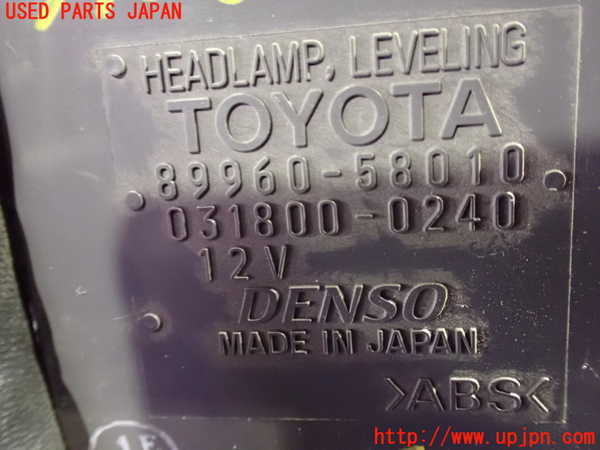 USED PARTS JAPAN
HEADLAMP, LEVELING
TOYOTA
89960-58010
031800-0240
12V
DENSO
MADE IN JAPAN
>ABS<
http://www.upjpn.com/